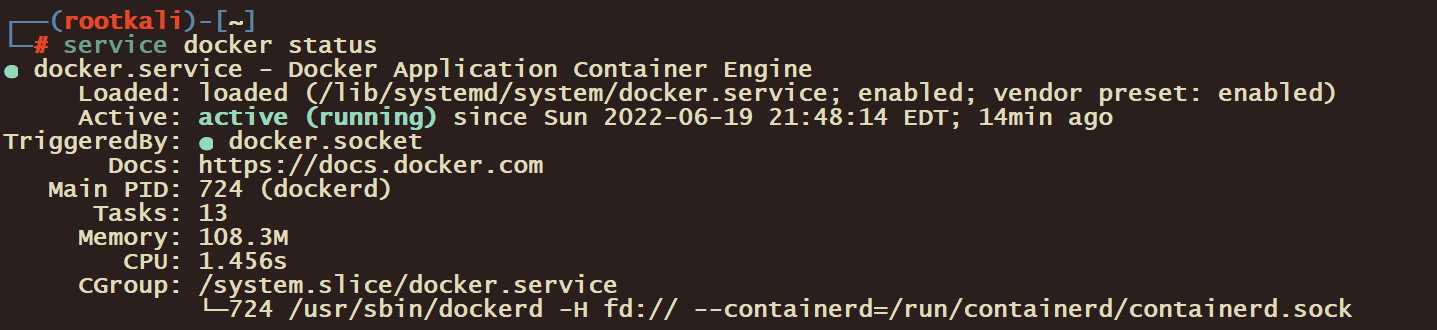 ┌──(rootkali)-[~]
└─# service docker status
● docker.service - Docker Application Container Engine
     Loaded: loaded (/lib/systemd/system/docker.service; enabled; vendor preset: enabled)
     Active: active (running) since Sun 2022-06-19 21:48:14 EDT; 14min ago
TriggeredBy: ● docker.socket
       Docs: https://docs.docker.com
   Main PID: 724 (dockerd)
      Tasks: 13
     Memory: 108.3M
        CPU: 1.456s
     CGroup: /system.slice/docker.service
             └─724 /usr/sbin/dockerd -H fd:// --containerd=/run/containerd/containerd.sock